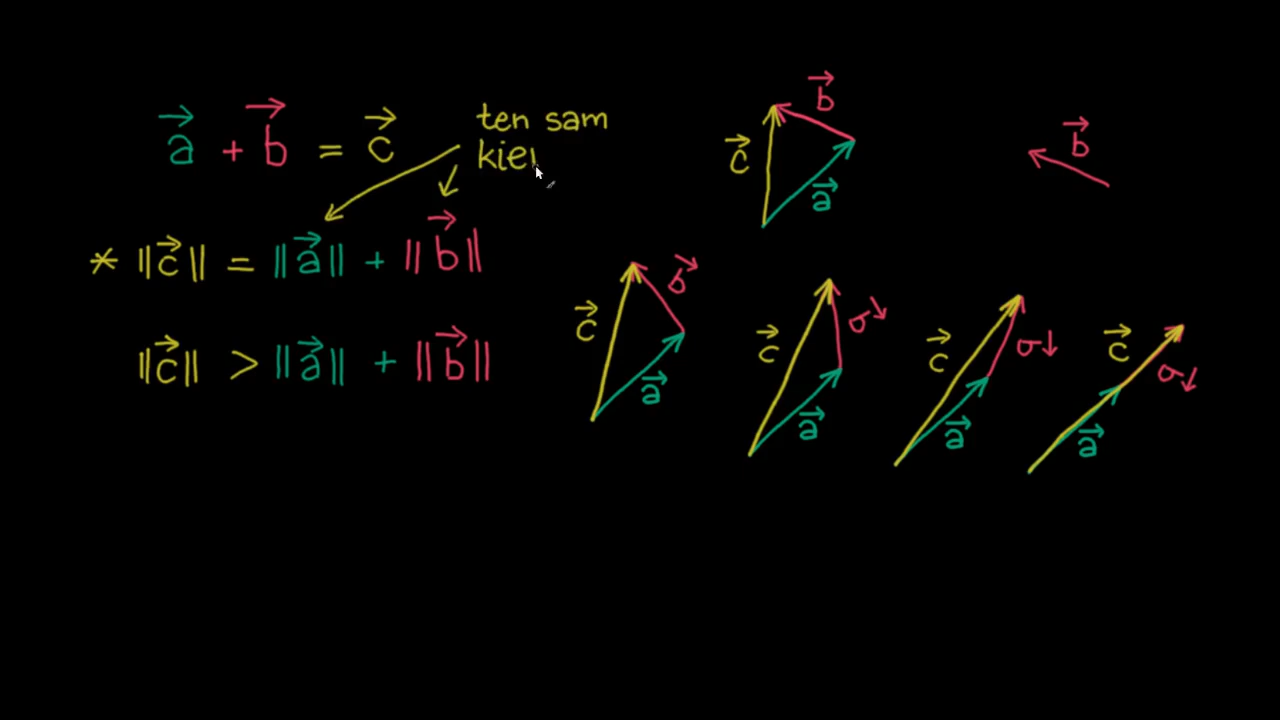 a⃗ + b⃗ = c⃗
ten sam
kier
* ||c⃗|| = ||a⃗|| + ||b⃗||
||c⃗|| > ||a⃗|| + ||b⃗||
b⃗
c⃗
a⃗
b⃗
b⃗
c⃗
a⃗
b⃗
c⃗
a⃗
b⃗
c⃗
a⃗
b⃗
c⃗
a⃗